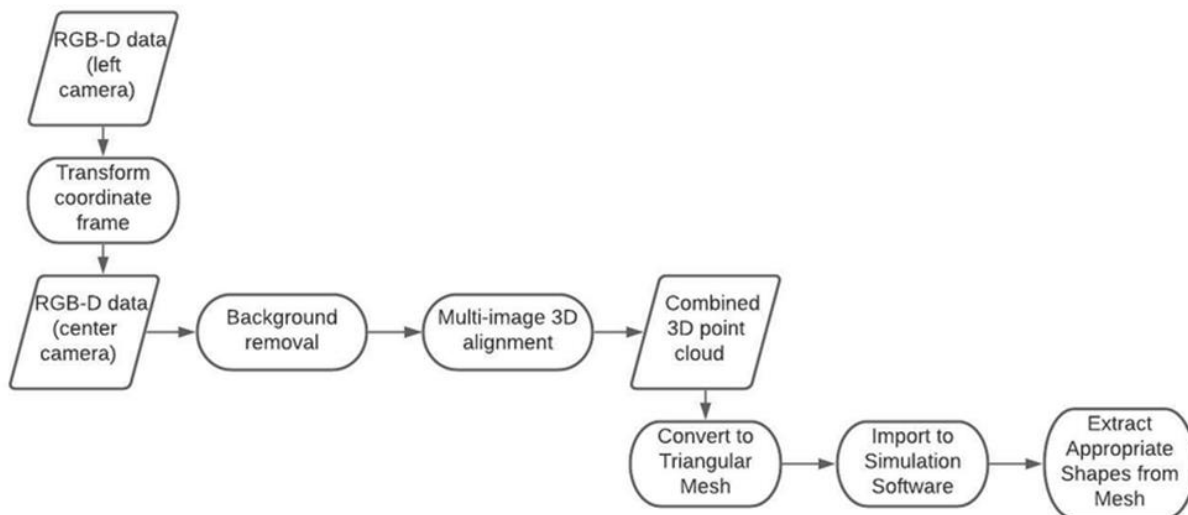 RGB-D data
(left
camera)
Transform
coordinate
frame
RGB-D data
(center
camera)
Background
removal
Multi-image 3D
alignment
Combined
3D point
cloud
Convert to
Triangular
Mesh
Import to
Simulation
Software
Extract
Appropriate
Shapes from
Mesh